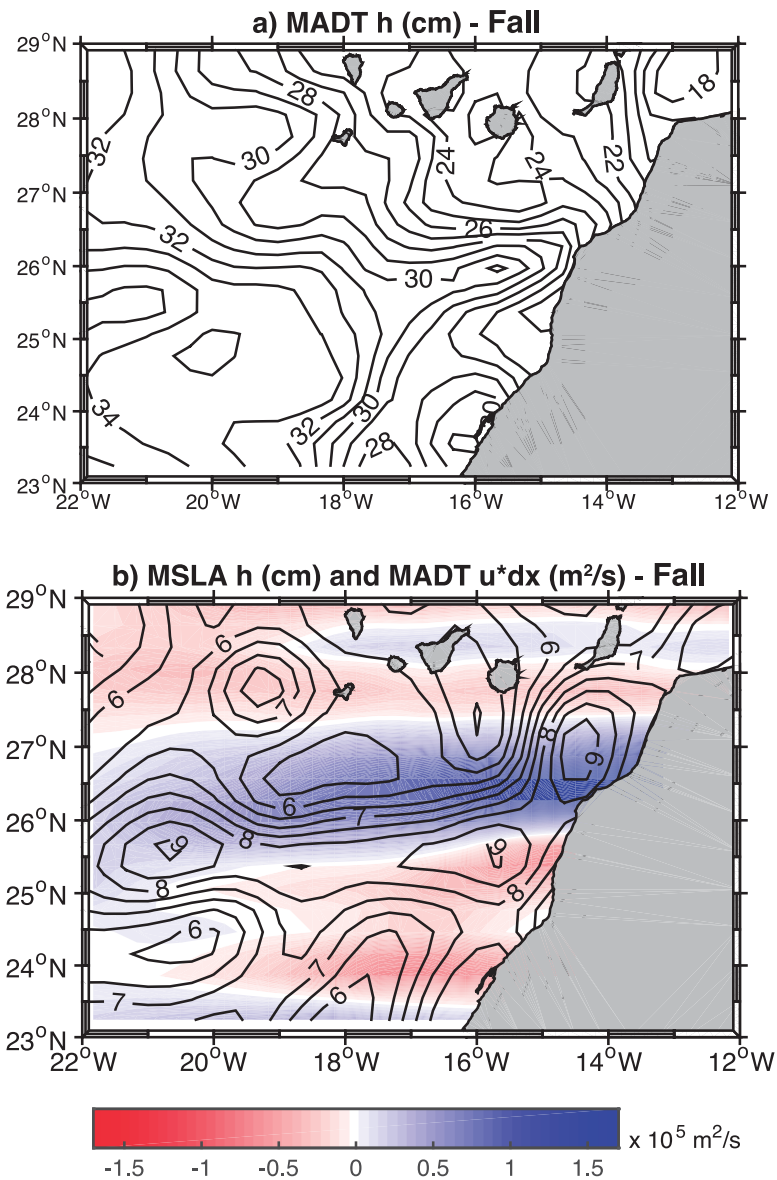 a) MADT h (cm) - Fall
29°N
28°N
27°N
26°N
25°N
24°N
23°N
32
28
30
24
24
22
18
32
26
30
34
32
30
28
0
22°W
20°W
18°W
16°W
14°W
12°W
b) MSLA h (cm) and MADT u*dx (m²/s) - Fall
29°N
28°N
27°N
26°N
25°N
24°N
23°N
6
6
7
9
7
8
9
6
7
8
9
8
9
8
6
7
7
6
22°W
20°W
18°W
16°W
14°W
12°W
-1.5
-1
-0.5
0
0.5
1
1.5
x 10⁵ m²/s